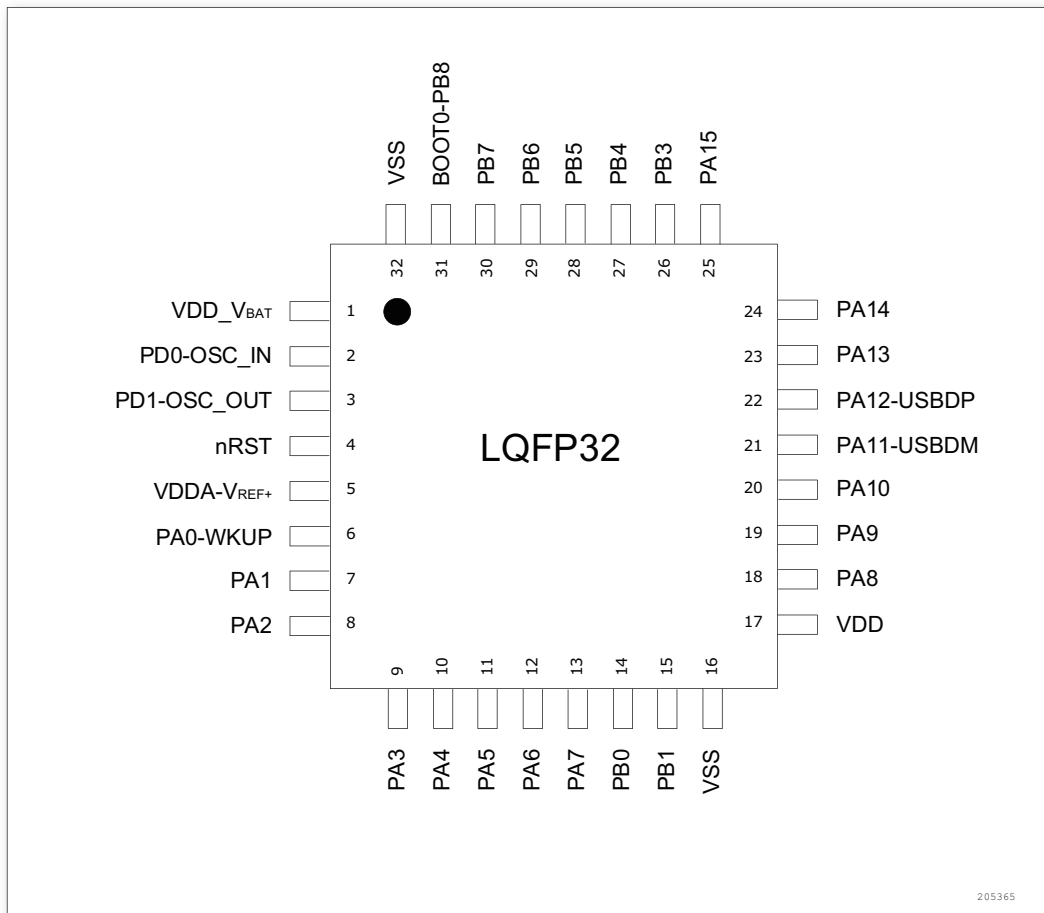 VSS
BOOT0-PB8
PB7
PB6
PB5
PB4
PB3
PA15
32
31
30
29
28
27
26
25
VDD_VBAT
1
PD0-OSC_IN
2
PD1-OSC_OUT
3
nRST
4
VDDA-VREF+
5
PA0-WKUP
6
PA1
7
PA2
8
LQFP32
24
PA14
23
PA13
22
PA12-USBDP
21
PA11-USBDM
20
PA10
19
PA9
18
PA8
17
VDD
9
10
11
12
13
14
15
16
PA3
PA4
PA5
PA6
PA7
PB0
PB1
VSS
205365